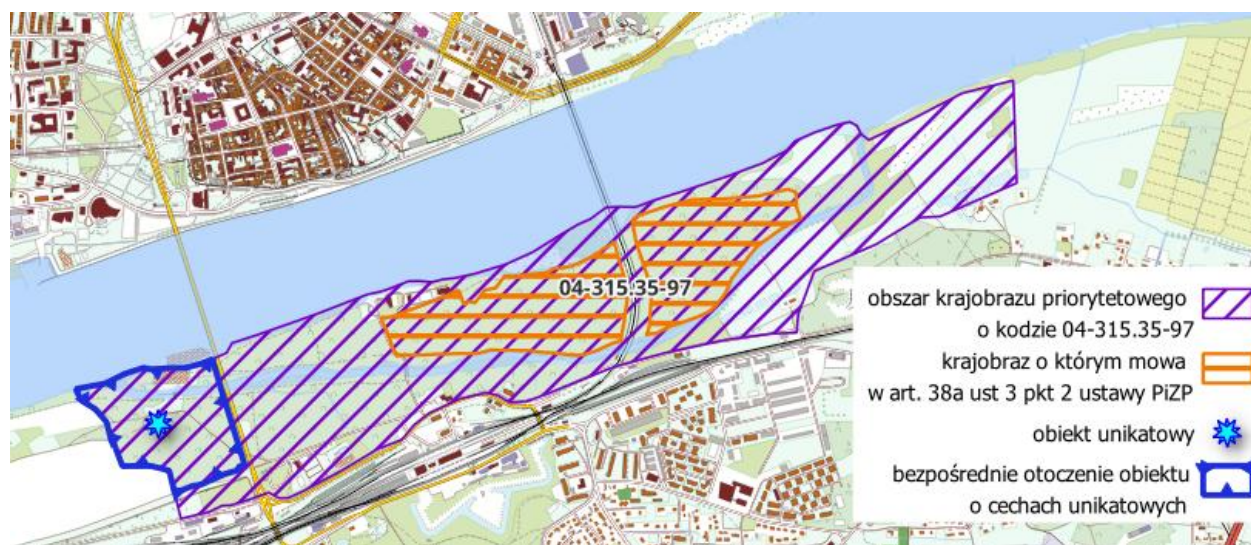 04-315.35-97
obszar krajobrazu priorytetowego
o kodzie 04-315.35-97
krajobraz o którym mowa
w art. 38a ust 3 pkt 2 ustawy PiZP
obiekt unikatowy
bezpośrednie otoczenie obiektu
o cechach unikatowych